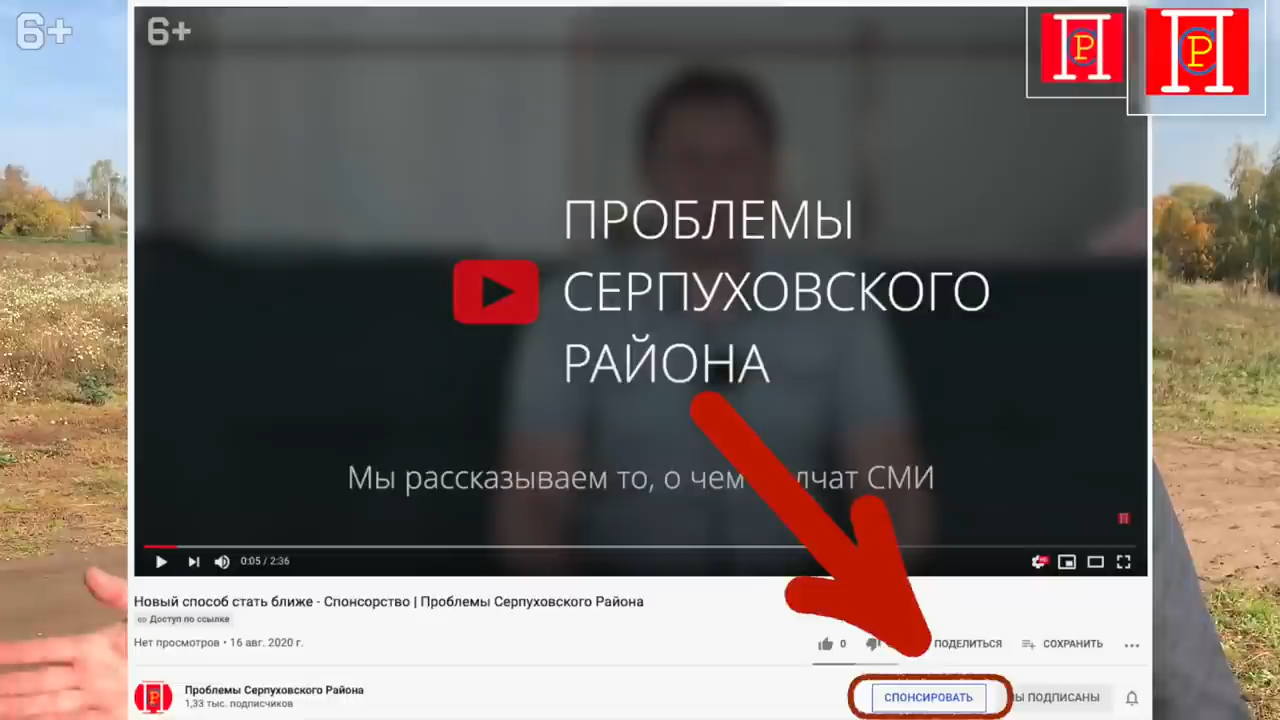 6+
6+
ПРОБЛЕМЫ
СЕРПУХОВСКОГО
РАЙОНА
Мы рассказываем то, о чем лчат СМИ
0:05 / 2:36
Новый способ стать ближе - Спонсорство | Проблемы Серпуховского Района
Доступ по ссылке
Нет просмотров • 16 авг. 2020 г.
0
ПОДЕЛИТЬСЯ
СОХРАНИТЬ
Проблемы Серпуховского Района
1,33 тыс. подписчиков
СПОНСИРОВАТЬ
Ы ПОДПИСАНЫ